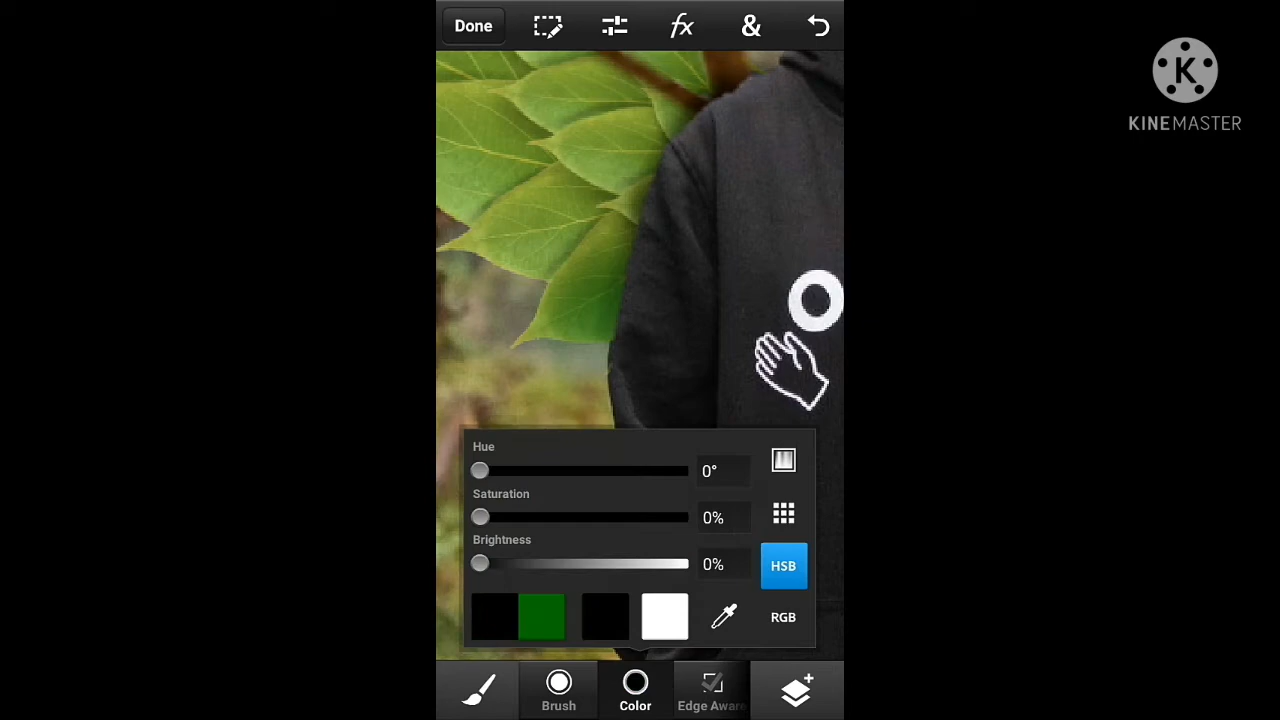 Done
fx
&
K
KINEMASTER
O
Hue
0°
Saturation
0%
Brightness
0%
HSB
RGB
Brush
Color
Edge Aware